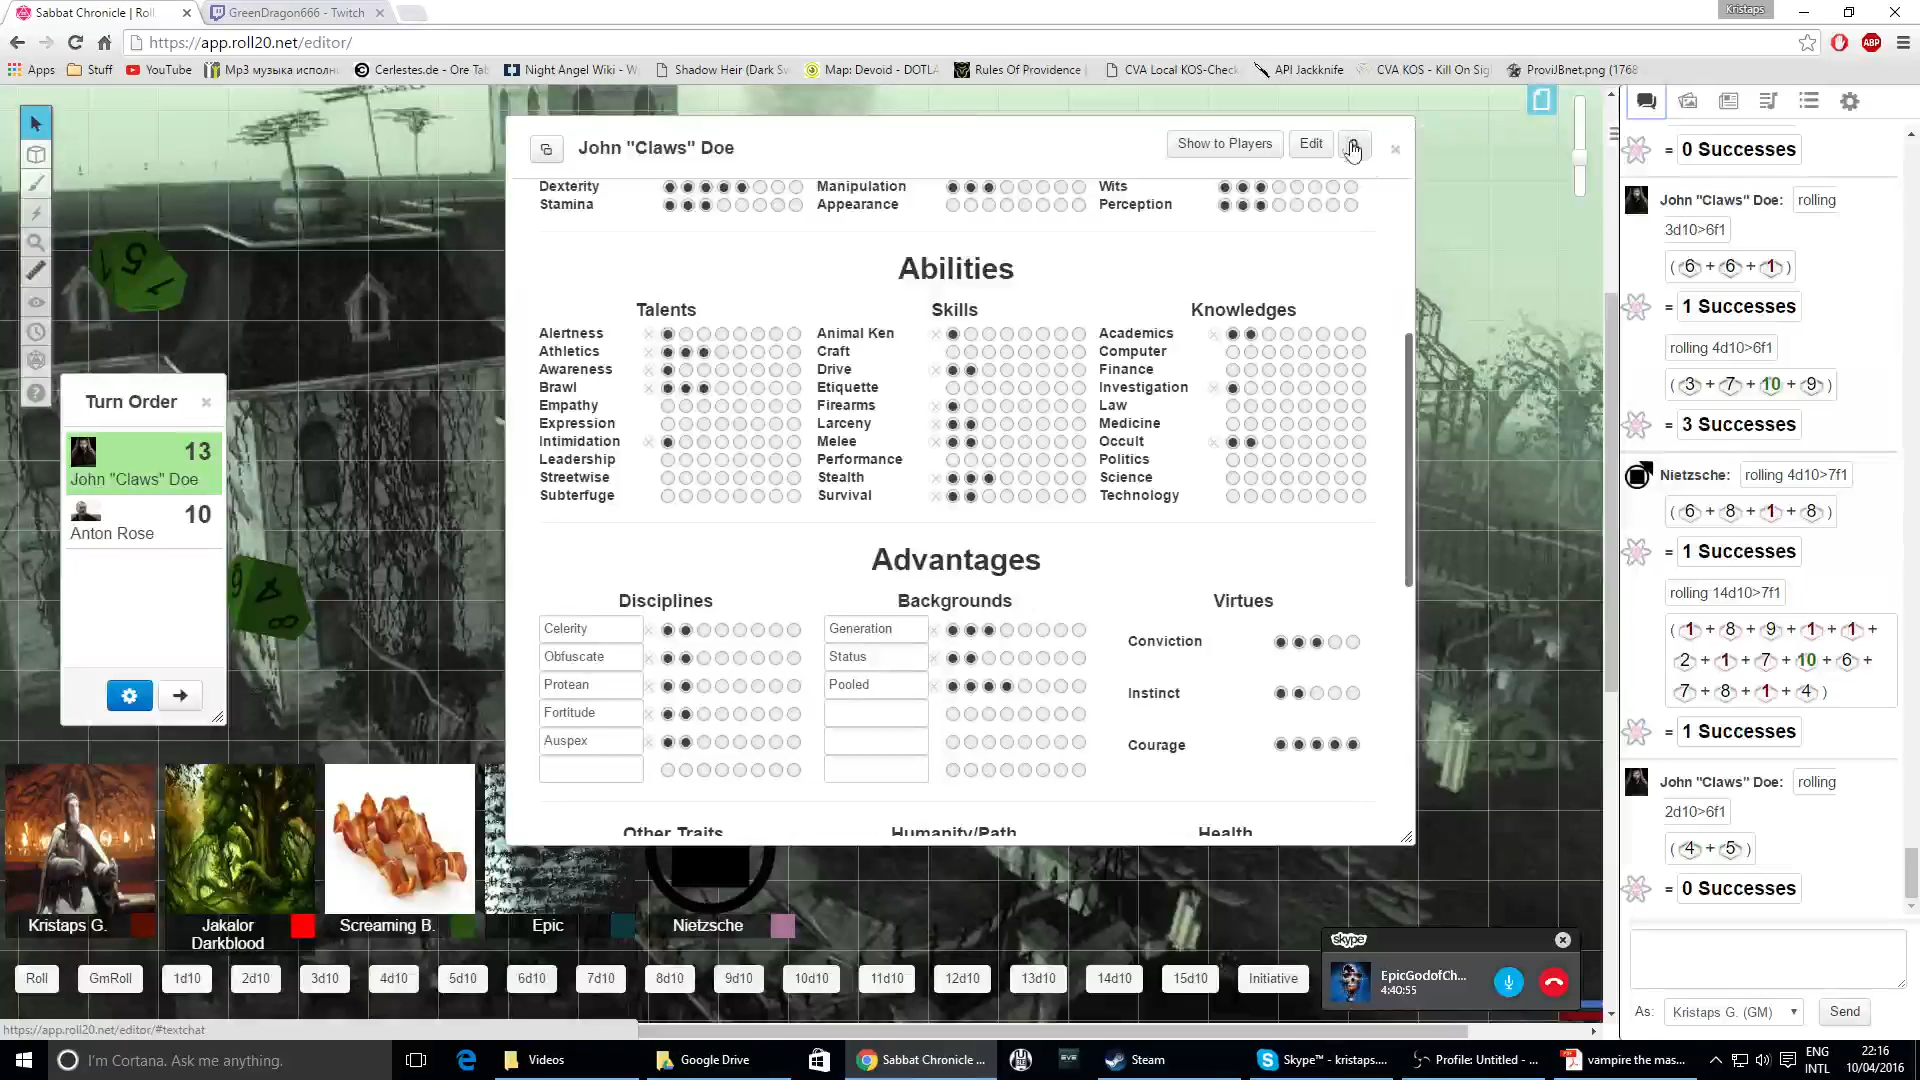 Sabbat Chronicle | Rol
GreenDragon666 - Twitch
Kristaps
https://app.roll20.net/editor/
Apps
Stuff
YouTube
Mp3 музыка исполн
Cerlestes.de - Ore Tab
Night Angel Wiki - W
Shadow Heir (Dark Sw
Map: Devoid - DOTLA
Rules Of Providence
CVA Local KOS-Check
API Jackknife
CVA KOS - Kill On Sig
ProviJBnet.png (1768
ABP
John "Claws" Doe
Show to Players
Edit
Dexterity
Manipulation
Wits
Stamina
Appearance
Perception
Abilities
Talents
Skills
Knowledges
Alertness
Animal Ken
Academics
Athletics
Craft
Computer
Awareness
Drive
Finance
Brawl
Etiquette
Investigation
Empathy
Firearms
Law
Expression
Larceny
Medicine
Intimidation
Melee
Occult
Leadership
Performance
Politics
Streetwise
Stealth
Science
Subterfuge
Survival
Technology
Advantages
Disciplines
Backgrounds
Virtues
Celerity
Generation
Conviction
Obfuscate
Status
Protean
Pooled
Instinct
Fortitude
Auspex
Courage
Other Traits
Humanity/Path
Health
Turn Order
13
John "Claws" Doe
10
Anton Rose
= 0 Successes
John "Claws" Doe: rolling
3d10>6f1
(6 + 6 + 1)
= 1 Successes
rolling 4d10>6f1
(3 + 7 + 10 + 9)
= 3 Successes
Nietzsche: rolling 4d10>7f1
(6 + 8 + 1 + 8)
= 1 Successes
rolling 14d10>7f1
(1 + 8 + 9 + 1 + 1 +
2 + 1 + 7 + 10 + 6 +
7 + 8 + 1 + 4)
= 1 Successes
John "Claws" Doe: rolling
2d10>6f1
(4 + 5)
= 0 Successes
As: Kristaps G. (GM)
Send
Kristaps G.
Jakalor
Darkblood
Screaming B.
Epic
Nietzsche
Roll
GmRoll
1d10
2d10
3d10
4d10
5d10
6d10
7d10
8d10
9d10
10d10
11d10
12d10
13d10
14d10
15d10
Initiative
skype
EpicGodofCh...
4:40:55
https://app.roll20.net/editor/#textchat
I'm Cortana. Ask me anything.
Videos
Google Drive
Sabbat Chronicle ...
Steam
Skype™ - kristaps....
Profile: Untitled - ...
vampire the mas...
ENG
INTL
22:16
10/04/2016